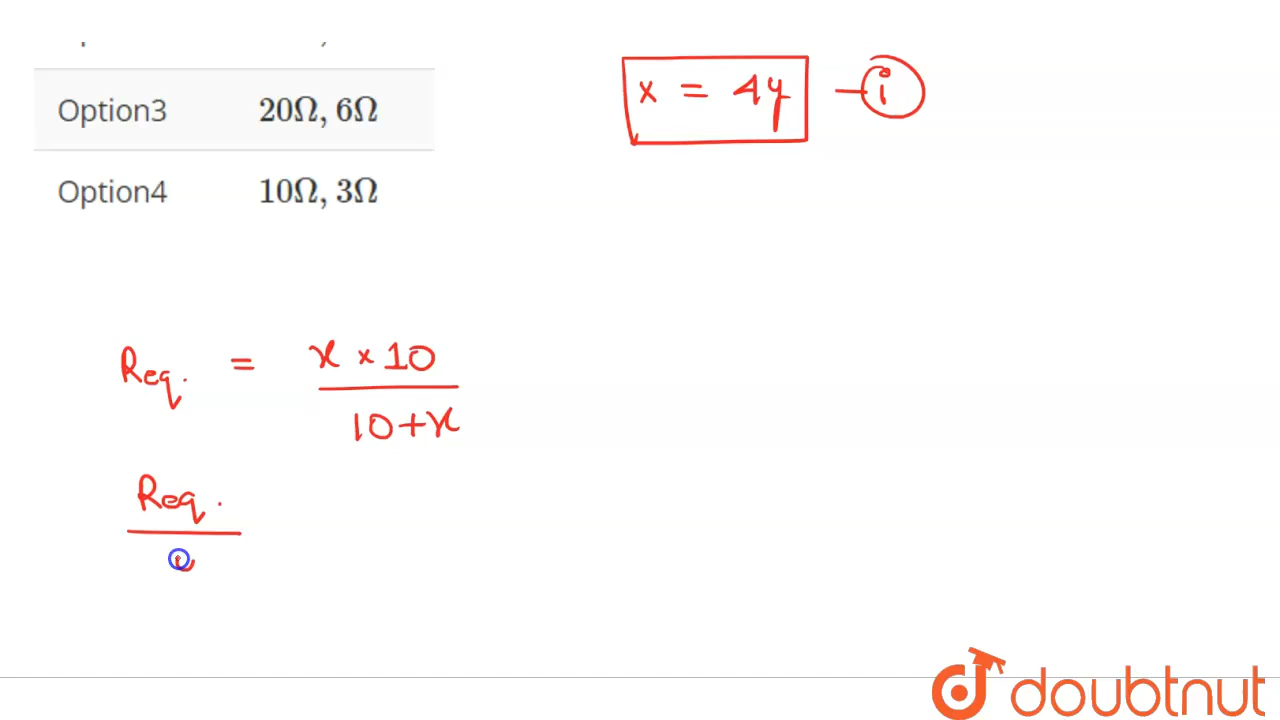 Option3 20Ω, 6Ω
Option4 10Ω, 3Ω
x = 4y — i
Req. = x × 10 / 10 + x
Req.
doubtnut